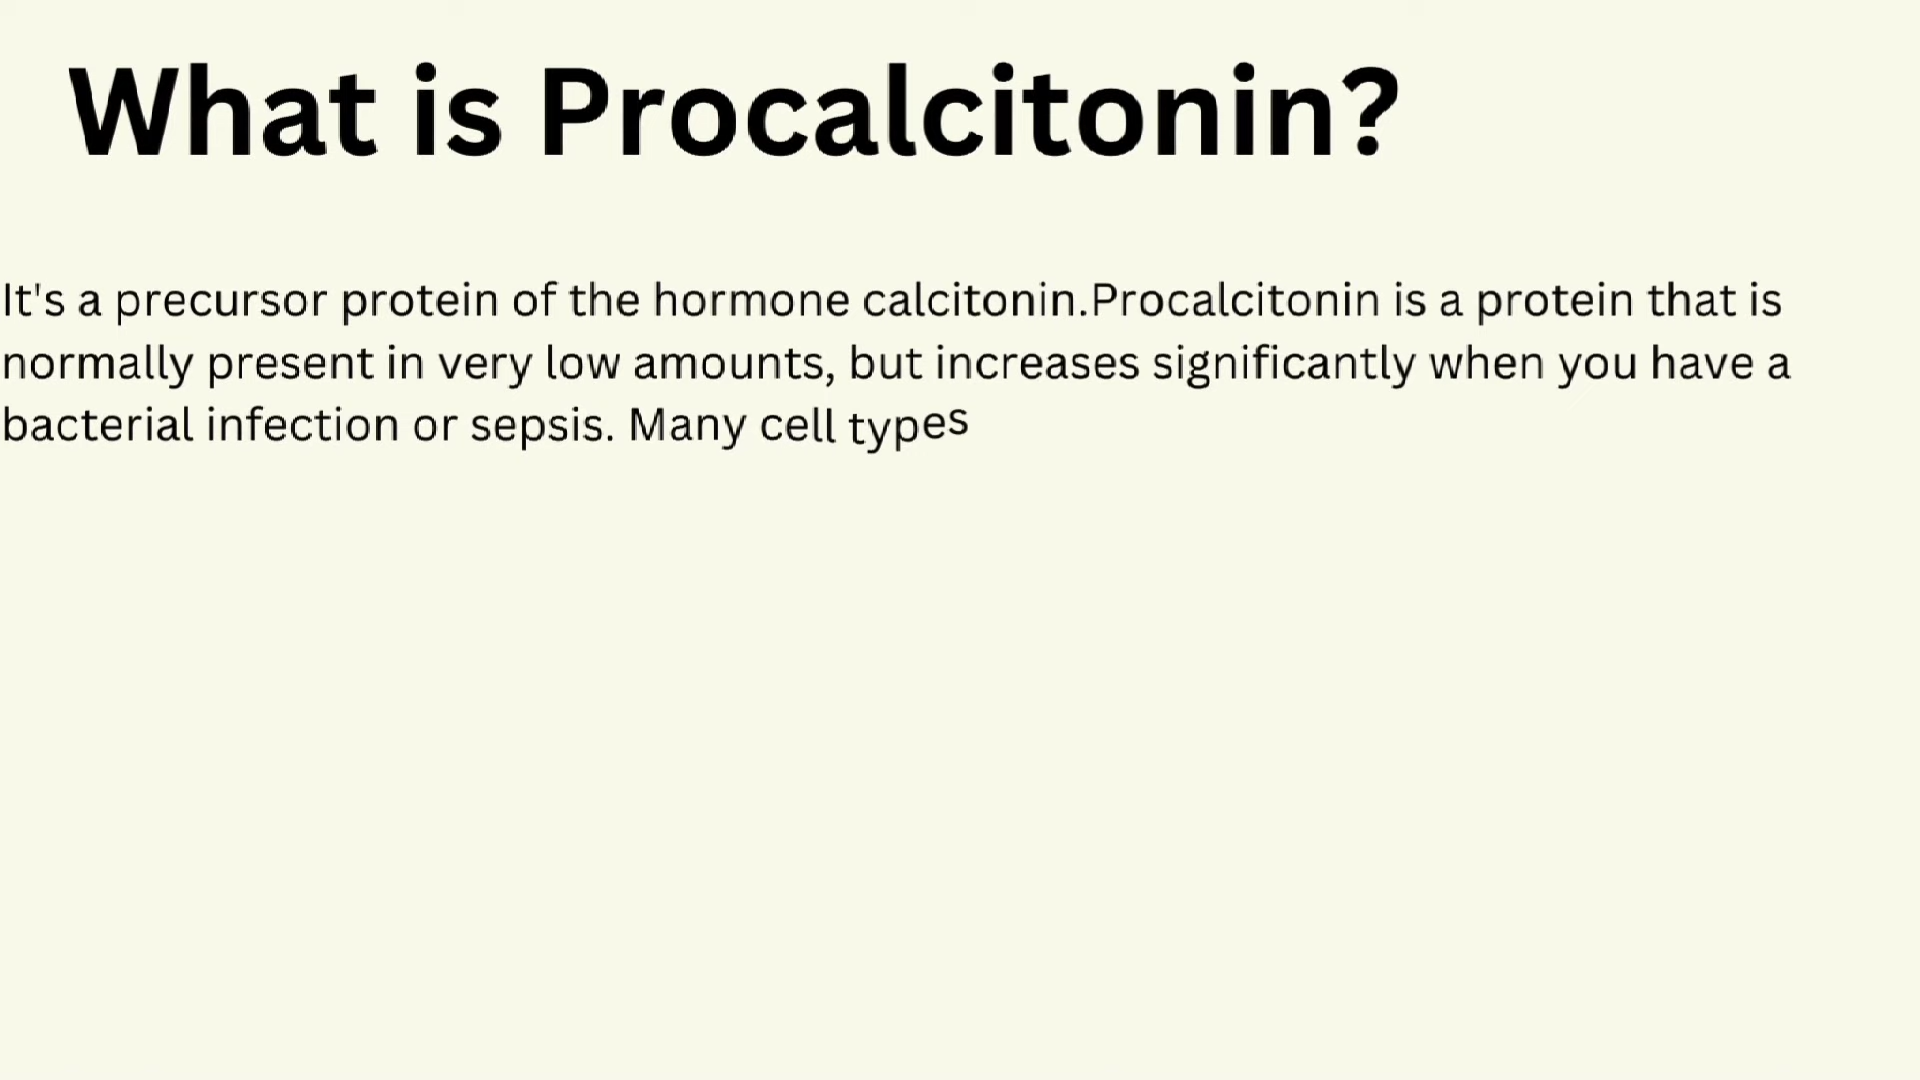 What is Procalcitonin?
It's a precursor protein of the hormone calcitonin.Procalcitonin is a protein that is
normally present in very low amounts, but increases significantly when you have a
bacterial infection or sepsis. Many cell types